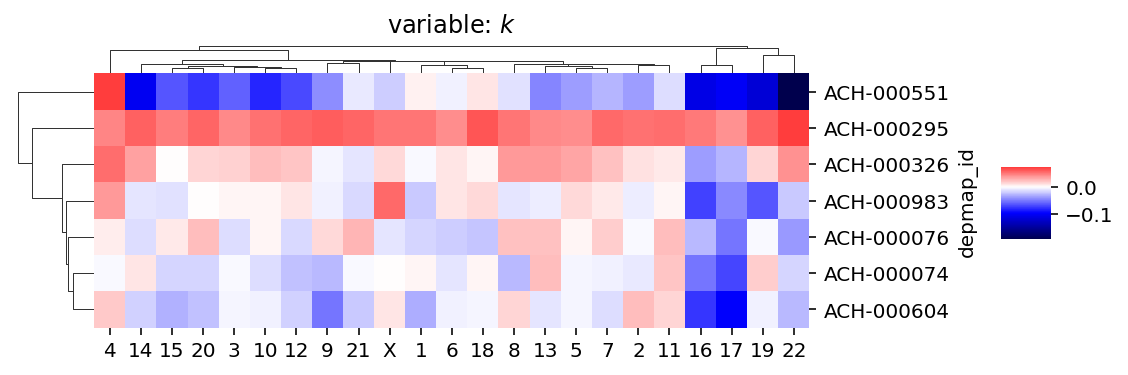 variable: k
ACH-000551
ACH-000295
ACH-000326
ACH-000983
ACH-000076
ACH-000074
ACH-000604
depmap_id
0.0
−0.1
4 14 15 20 3 10 12 9 21 X 1 6 18 8 13 5 7 2 11 16 17 19 22